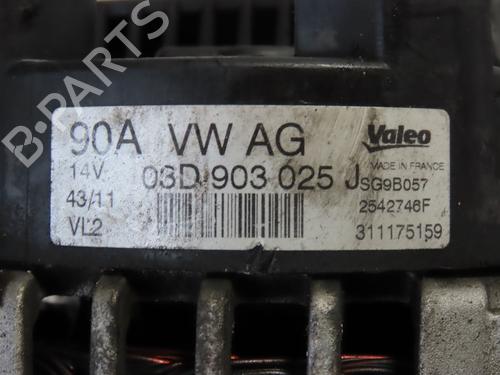 B-PARTS
90A VW AG
Valeo
14V
03D 903 025 J
MADE IN FRANCE
SG9B057
43/11
2542746F
VL2
311175159